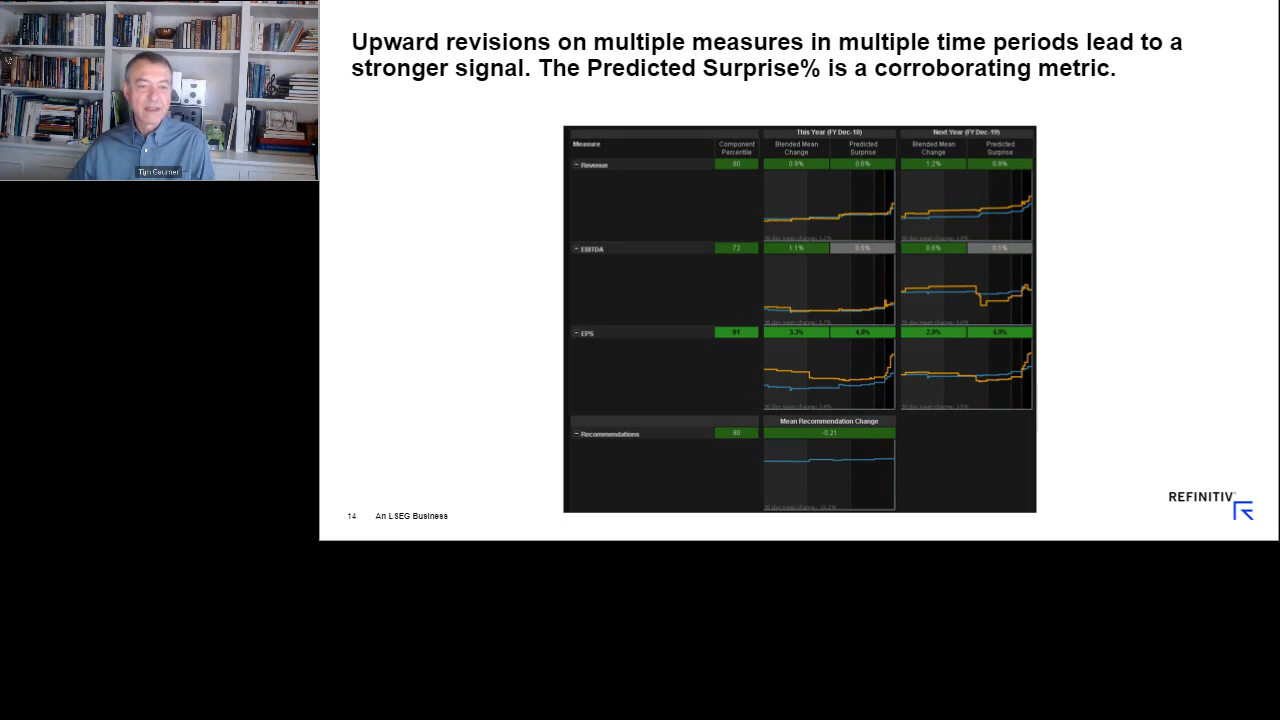 Upward revisions on multiple measures in multiple time periods lead to a
stronger signal. The Predicted Surprise% is a corroborating metric.
Tim Gaumer
This Year (FY Dec-18) Next Year (FY Dec-19)
Measure Component Percentile Blended Mean Change Predicted Surprise Blended Mean Change Predicted Surprise
Revenue 80 0.9% 0.6% 1.2% 0.9%
EBITDA 72 1.1% 0.6%
EPS 91 3.3% 4.8% 2.9% 4.9%
Mean Recommendation Change
Recommendations -0.21
14 An LSEG Business
REFINITIV